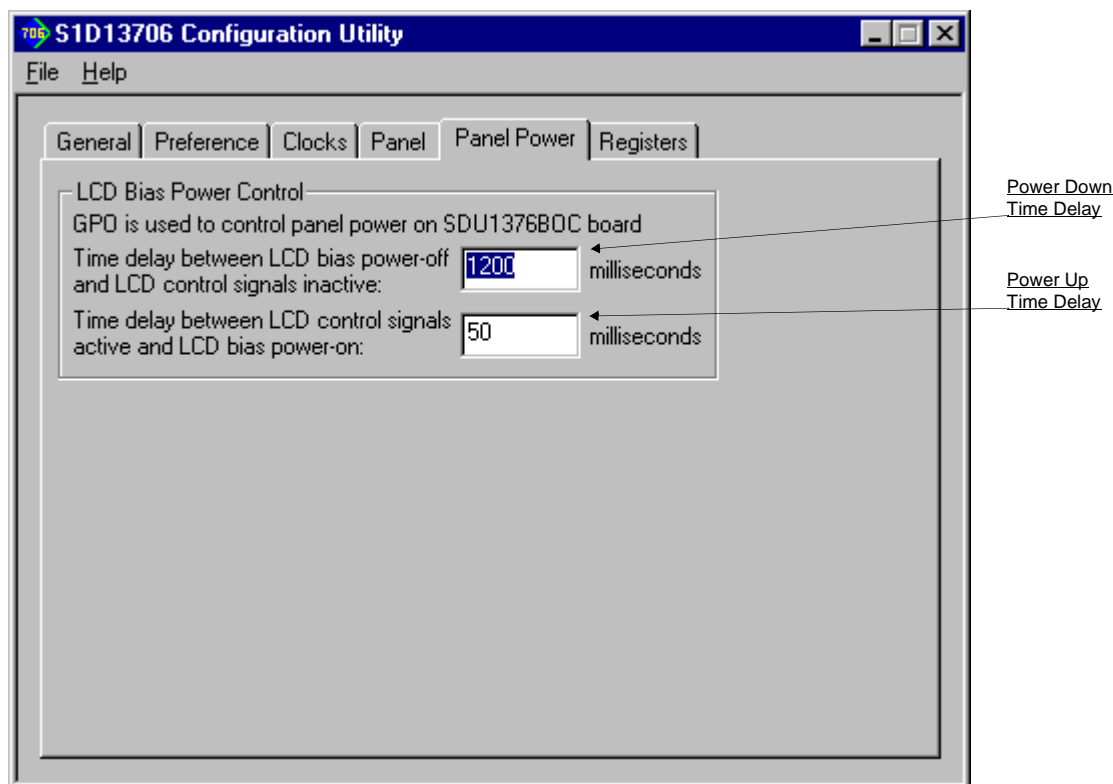 706 S1D13706 Configuration Utility
File Help
General Preference Clocks Panel Panel Power Registers
LCD Bias Power Control
GPO is used to control panel power on SDU1376B0C board
Time delay between LCD bias power-off
and LCD control signals inactive:
1200
milliseconds
Time delay between LCD control signals
active and LCD bias power-on:
50
milliseconds
Power Down
Time Delay
Power Up
Time Delay